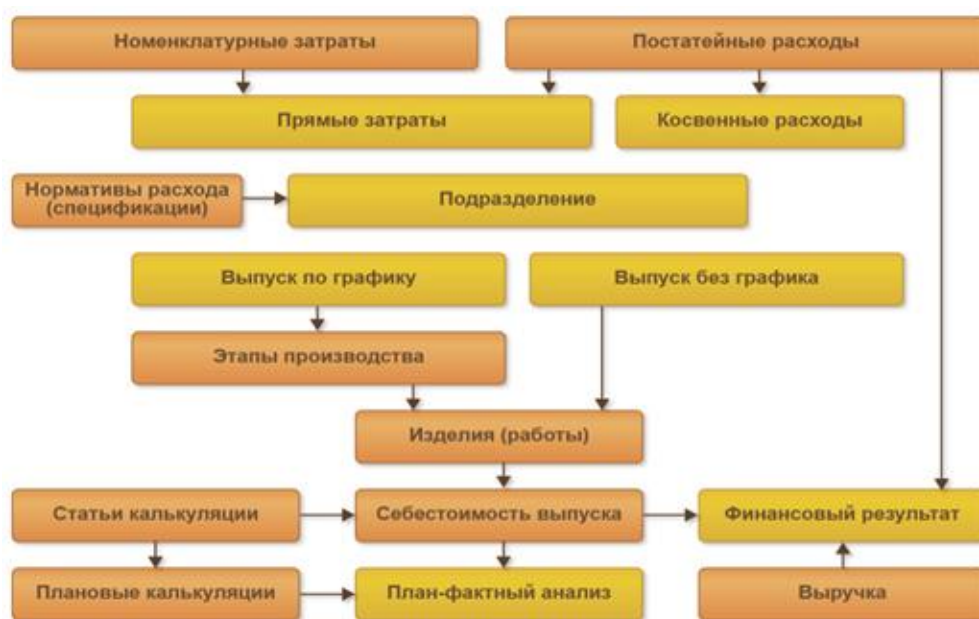 Номенклатурные затраты
Постатейные расходы
Прямые затраты
Косвенные расходы
Нормативы расхода
(спецификации)
Подразделение
Выпуск по графику
Выпуск без графика
Этапы производства
Изделия (работы)
Статьи калькуляции
Себестоимость выпуска
Финансовый результат
Плановые калькуляции
План-фактный анализ
Выручка